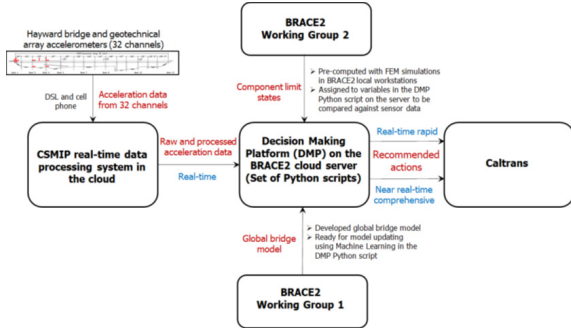 Hayward bridge and geotechnical
array accelerometers (32 channels)
DSL and cell
phone
Acceleration data
from 32 channels
CSMIP real-time data
processing system in
the cloud
Raw and processed
acceleration data
Real-time
BRACE2
Working Group 2
Component limit
states
➢ Pre-computed with FEM simulations
in BRACE2 local workstations
➢ Assigned to variables in the DMP
Python script on the server to be
compared against sensor data
Decision Making
Platform (DMP) on the
BRACE2 cloud server
(Set of Python scripts)
Real-time rapid
Recommended
actions
Near real-time
comprehensive
Caltrans
Global bridge
model
➢ Developed global bridge model
➢ Ready for model updating
using Machine Learning in the
DMP Python script
BRACE2
Working Group 1